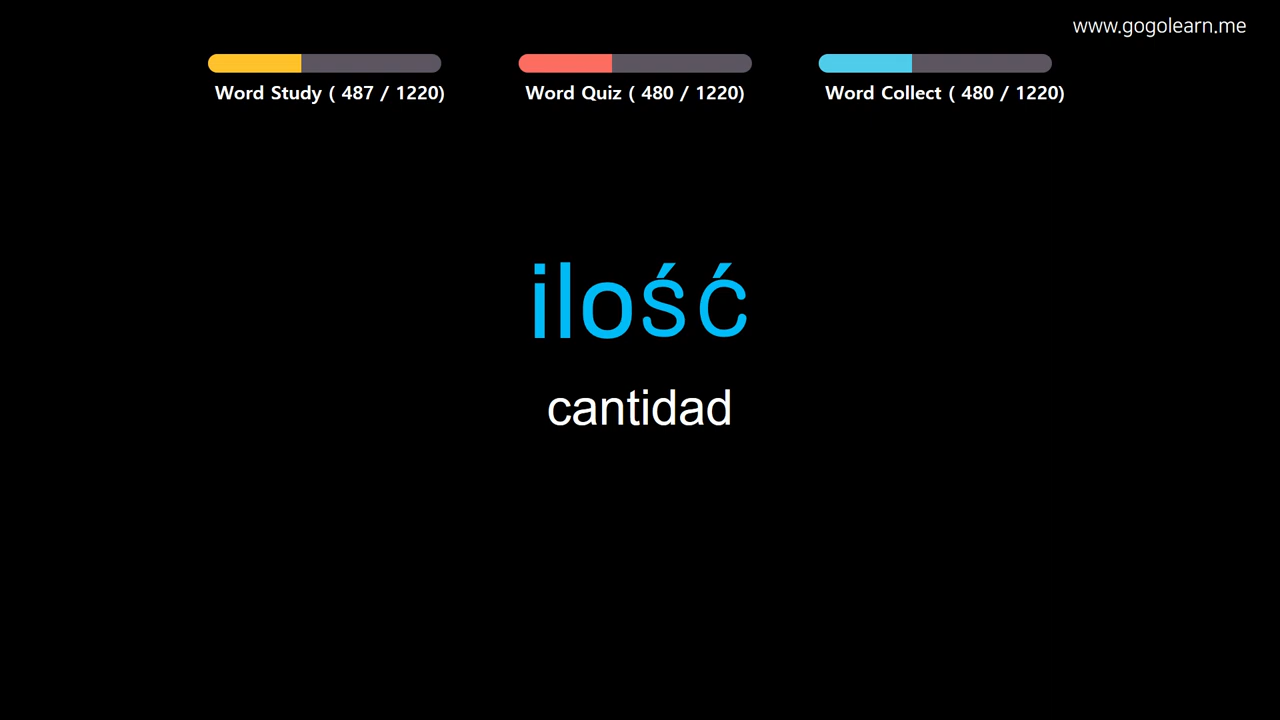 www.gogolearn.me
Word Study ( 487 / 1220)
Word Quiz ( 480 / 1220)
Word Collect ( 480 / 1220)
ilość
cantidad